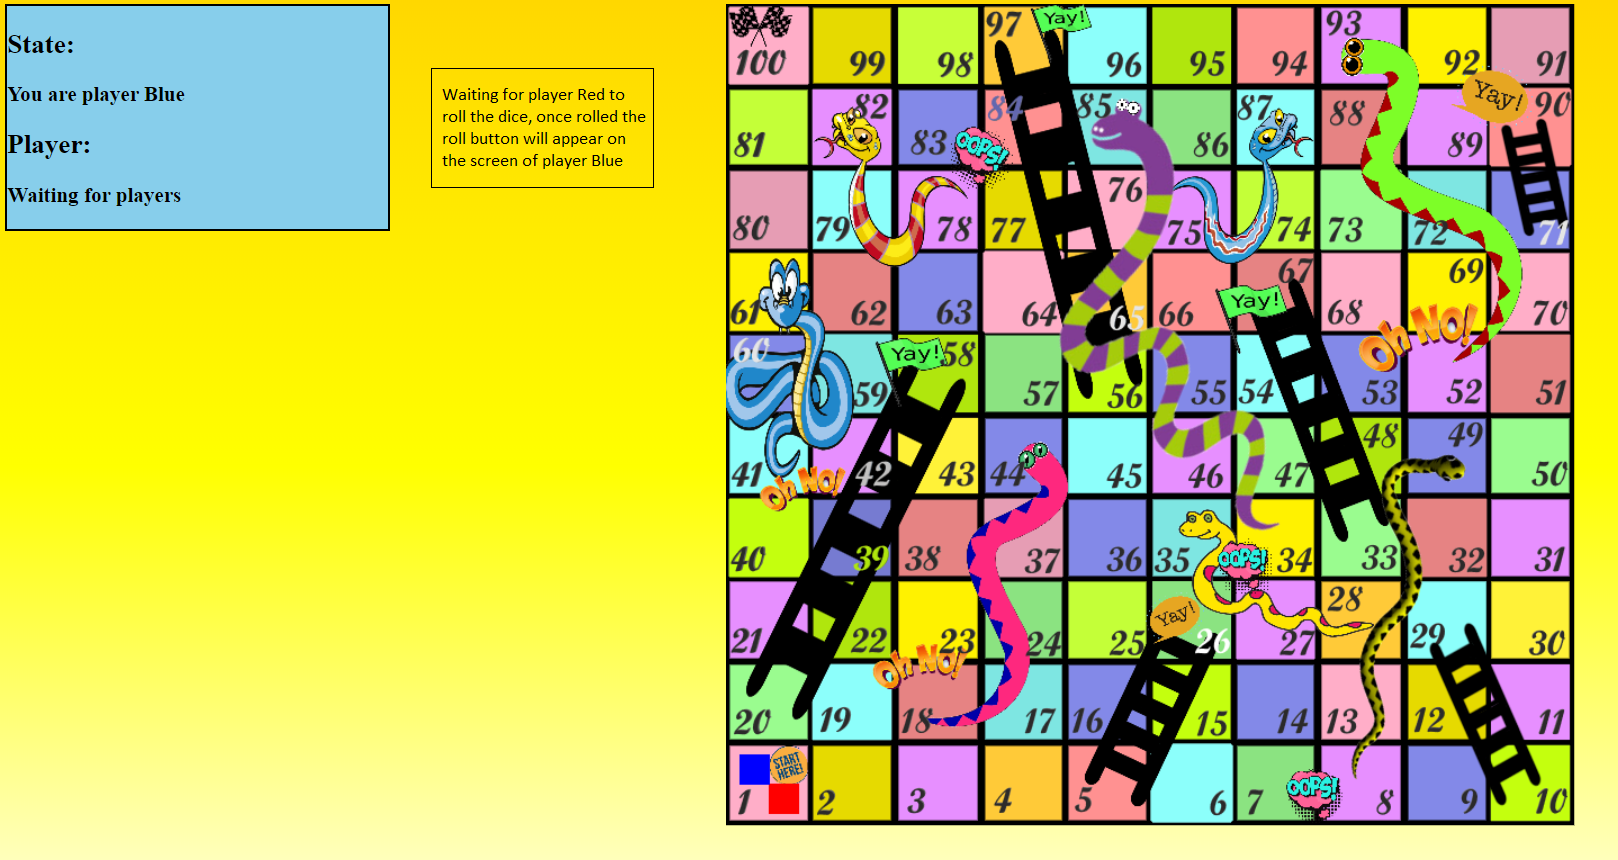 State:
You are player Blue
Player:
Waiting for players
Waiting for player Red to
roll the dice, once rolled the
roll button will appear on
the screen of player Blue
100 99 98 97 Yay! 96 95 94 93 92 91
81 82 83 84 85 86 87 88 89 90
OOPS! Yay!
80 79 78 77 76 75 74 73 72 71
61 62 63 64 65 66 67 68 69 70
Yay! Oh No!
60 59 58 57 56 55 54 53 52 51
Yay!
41 42 43 44 45 46 47 48 49 50
Oh No!
40 39 38 37 36 35 34 33 32 31
OOPS!
21 22 23 24 25 26 27 28 29 30
Oh No! Yay!
20 19 18 17 16 15 14 13 12 11
START
HERE!
1 2 3 4 5 6 7 8 9 10
OOPS!